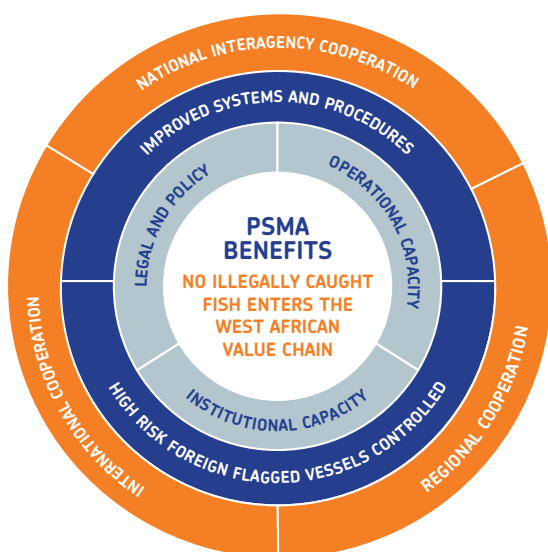 NATIONAL INTERAGENCY COOPERATION
IMPROVED SYSTEMS AND PROCEDURES
LEGAL AND POLICY
OPERATIONAL CAPACITY
PSMA
BENEFITS
NO ILLEGALLY CAUGHT
FISH ENTERS THE
WEST AFRICAN
VALUE CHAIN
INSTITUTIONAL CAPACITY
HIGH RISK FOREIGN FLAGGED VESSELS CONTROLLED
INTERNATIONAL COOPERATION
REGIONAL COOPERATION